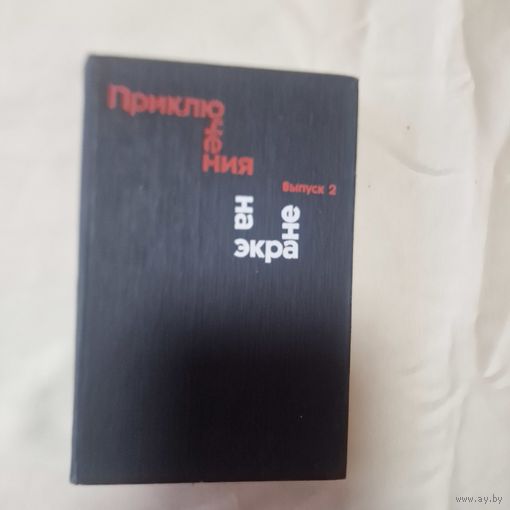 Приключения
Выпуск 2
на экране
www.ay.by